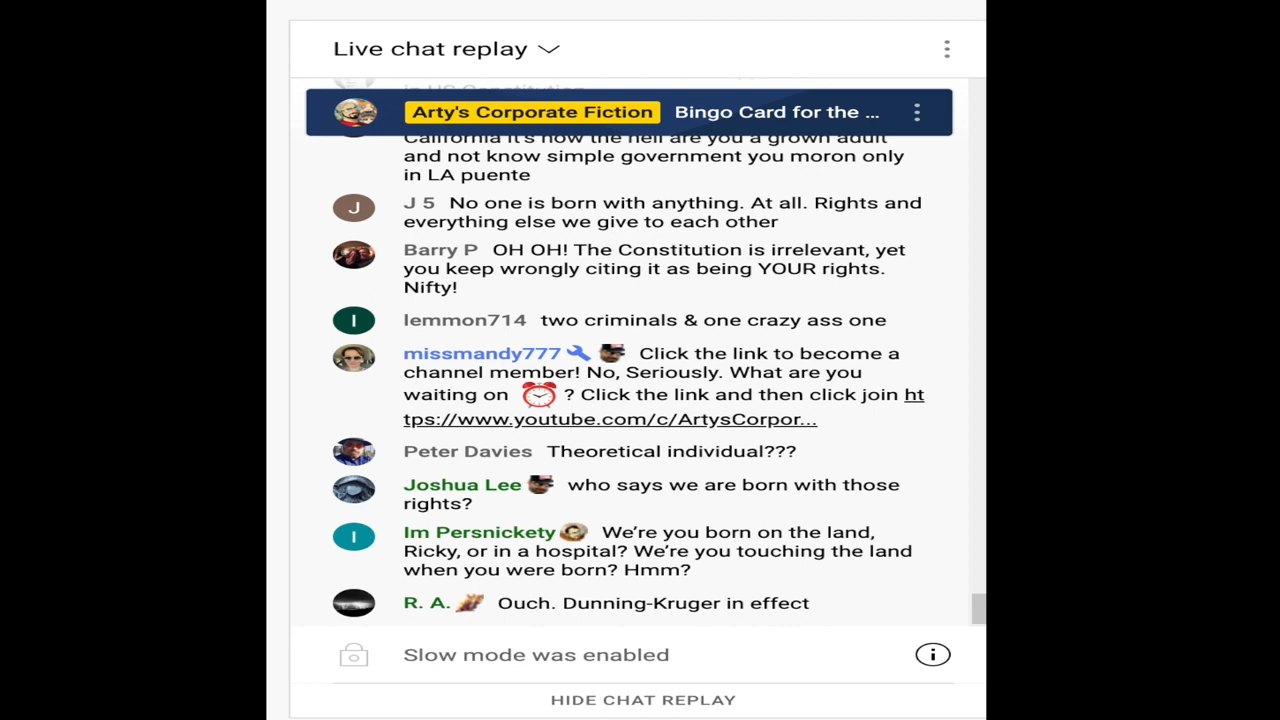 Live chat replay
in US Constitution
Arty's Corporate Fiction Bingo Card for the ...
California it's how the hell are you a grown adult
and not know simple government you moron only
in LA puente
J 5 No one is born with anything. At all. Rights and
everything else we give to each other
Barry P OH OH! The Constitution is irrelevant, yet
you keep wrongly citing it as being YOUR rights.
Nifty!
lemmon714 two criminals & one crazy ass one
missmandy777 Click the link to become a
channel member! No, Seriously. What are you
waiting on ? Click the link and then click join ht
tps://www.youtube.com/c/ArtysCorpor...
Peter Davies Theoretical individual???
Joshua Lee who says we are born with those
rights?
Im Persnickety We’re you born on the land,
Ricky, or in a hospital? We’re you touching the land
when you were born? Hmm?
R. A. Ouch. Dunning-Kruger in effect
Slow mode was enabled
HIDE CHAT REPLAY